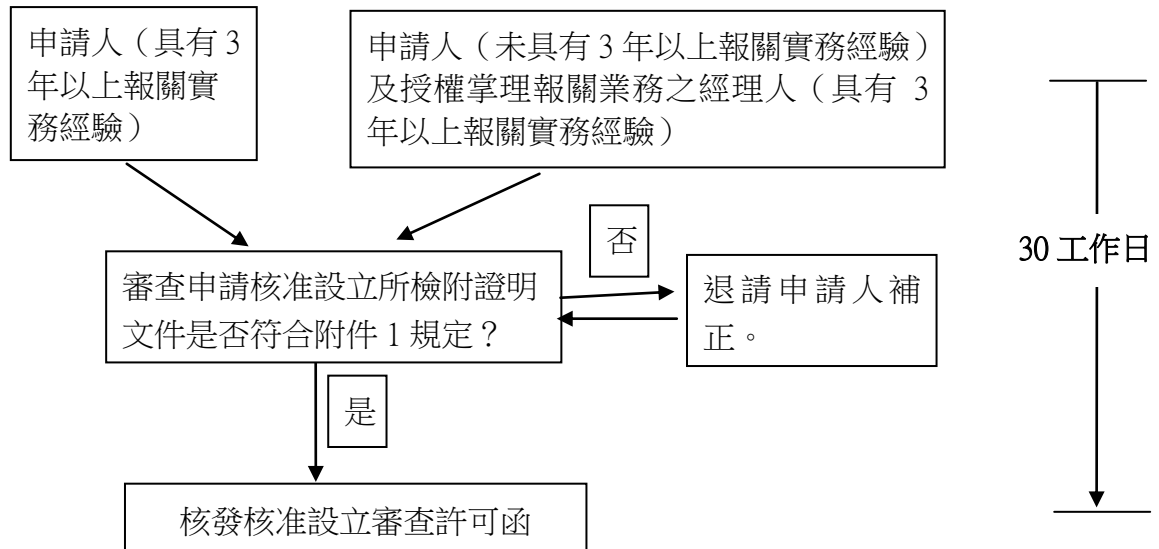 申請人（具有 3
年以上報關實
務經驗）
申請人（未具有 3 年以上報關實務經驗）
及授權掌理報關業務之經理人（具有 3
年以上報關實務經驗）
否
30 工作日
審查申請核准設立所檢附證明
文件是否符合附件 1 規定？
退請申請人補
正。
是
核發核准設立審查許可函